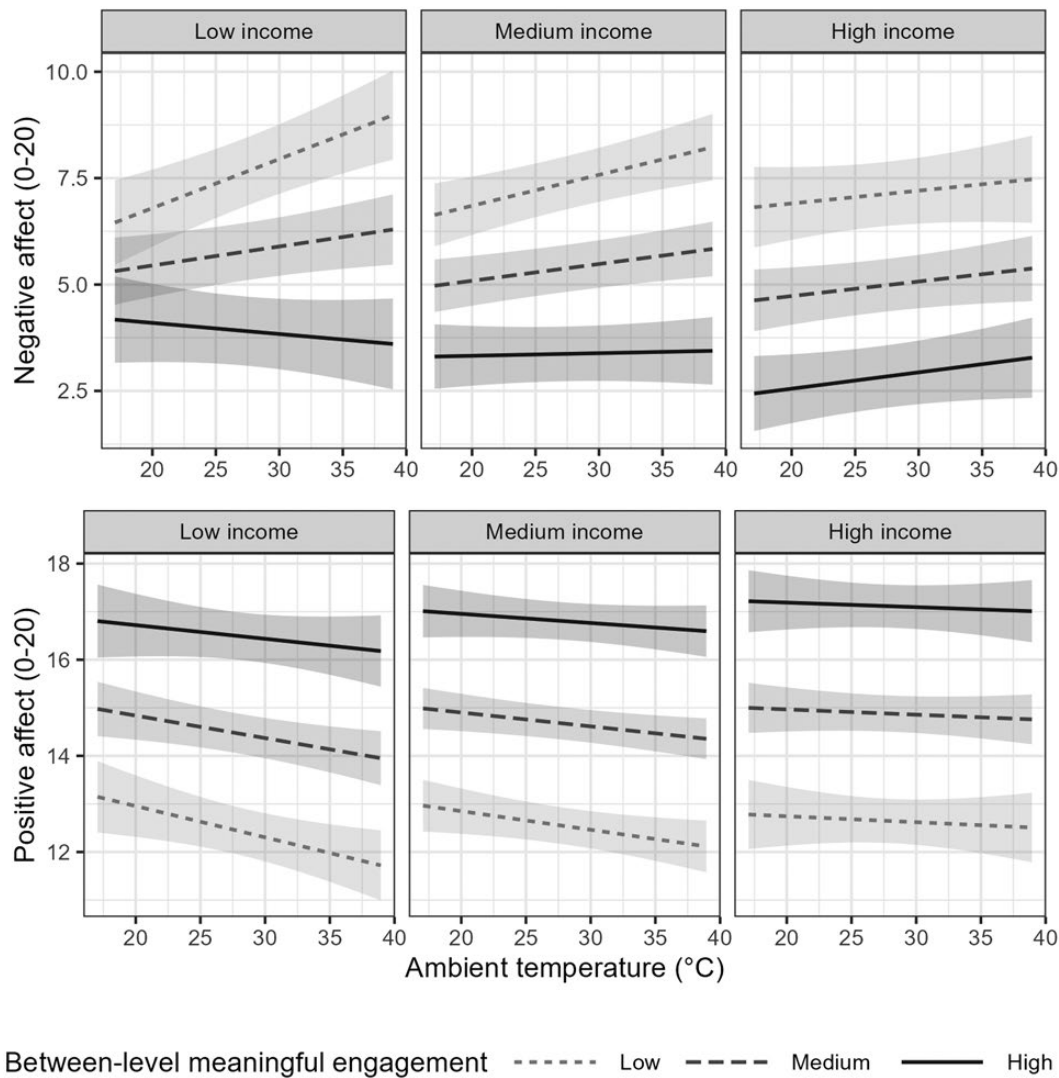 Low income Medium income High income
Negative affect (0-20)
10.0
7.5
5.0
2.5
20 25 30 35 40 20 25 30 35 40 20 25 30 35 40
Low income Medium income High income
Positive affect (0-20)
18
16
14
12
20 25 30 35 40 20 25 30 35 40 20 25 30 35 40
Ambient temperature (°C)
Between-level meaningful engagement Low Medium High